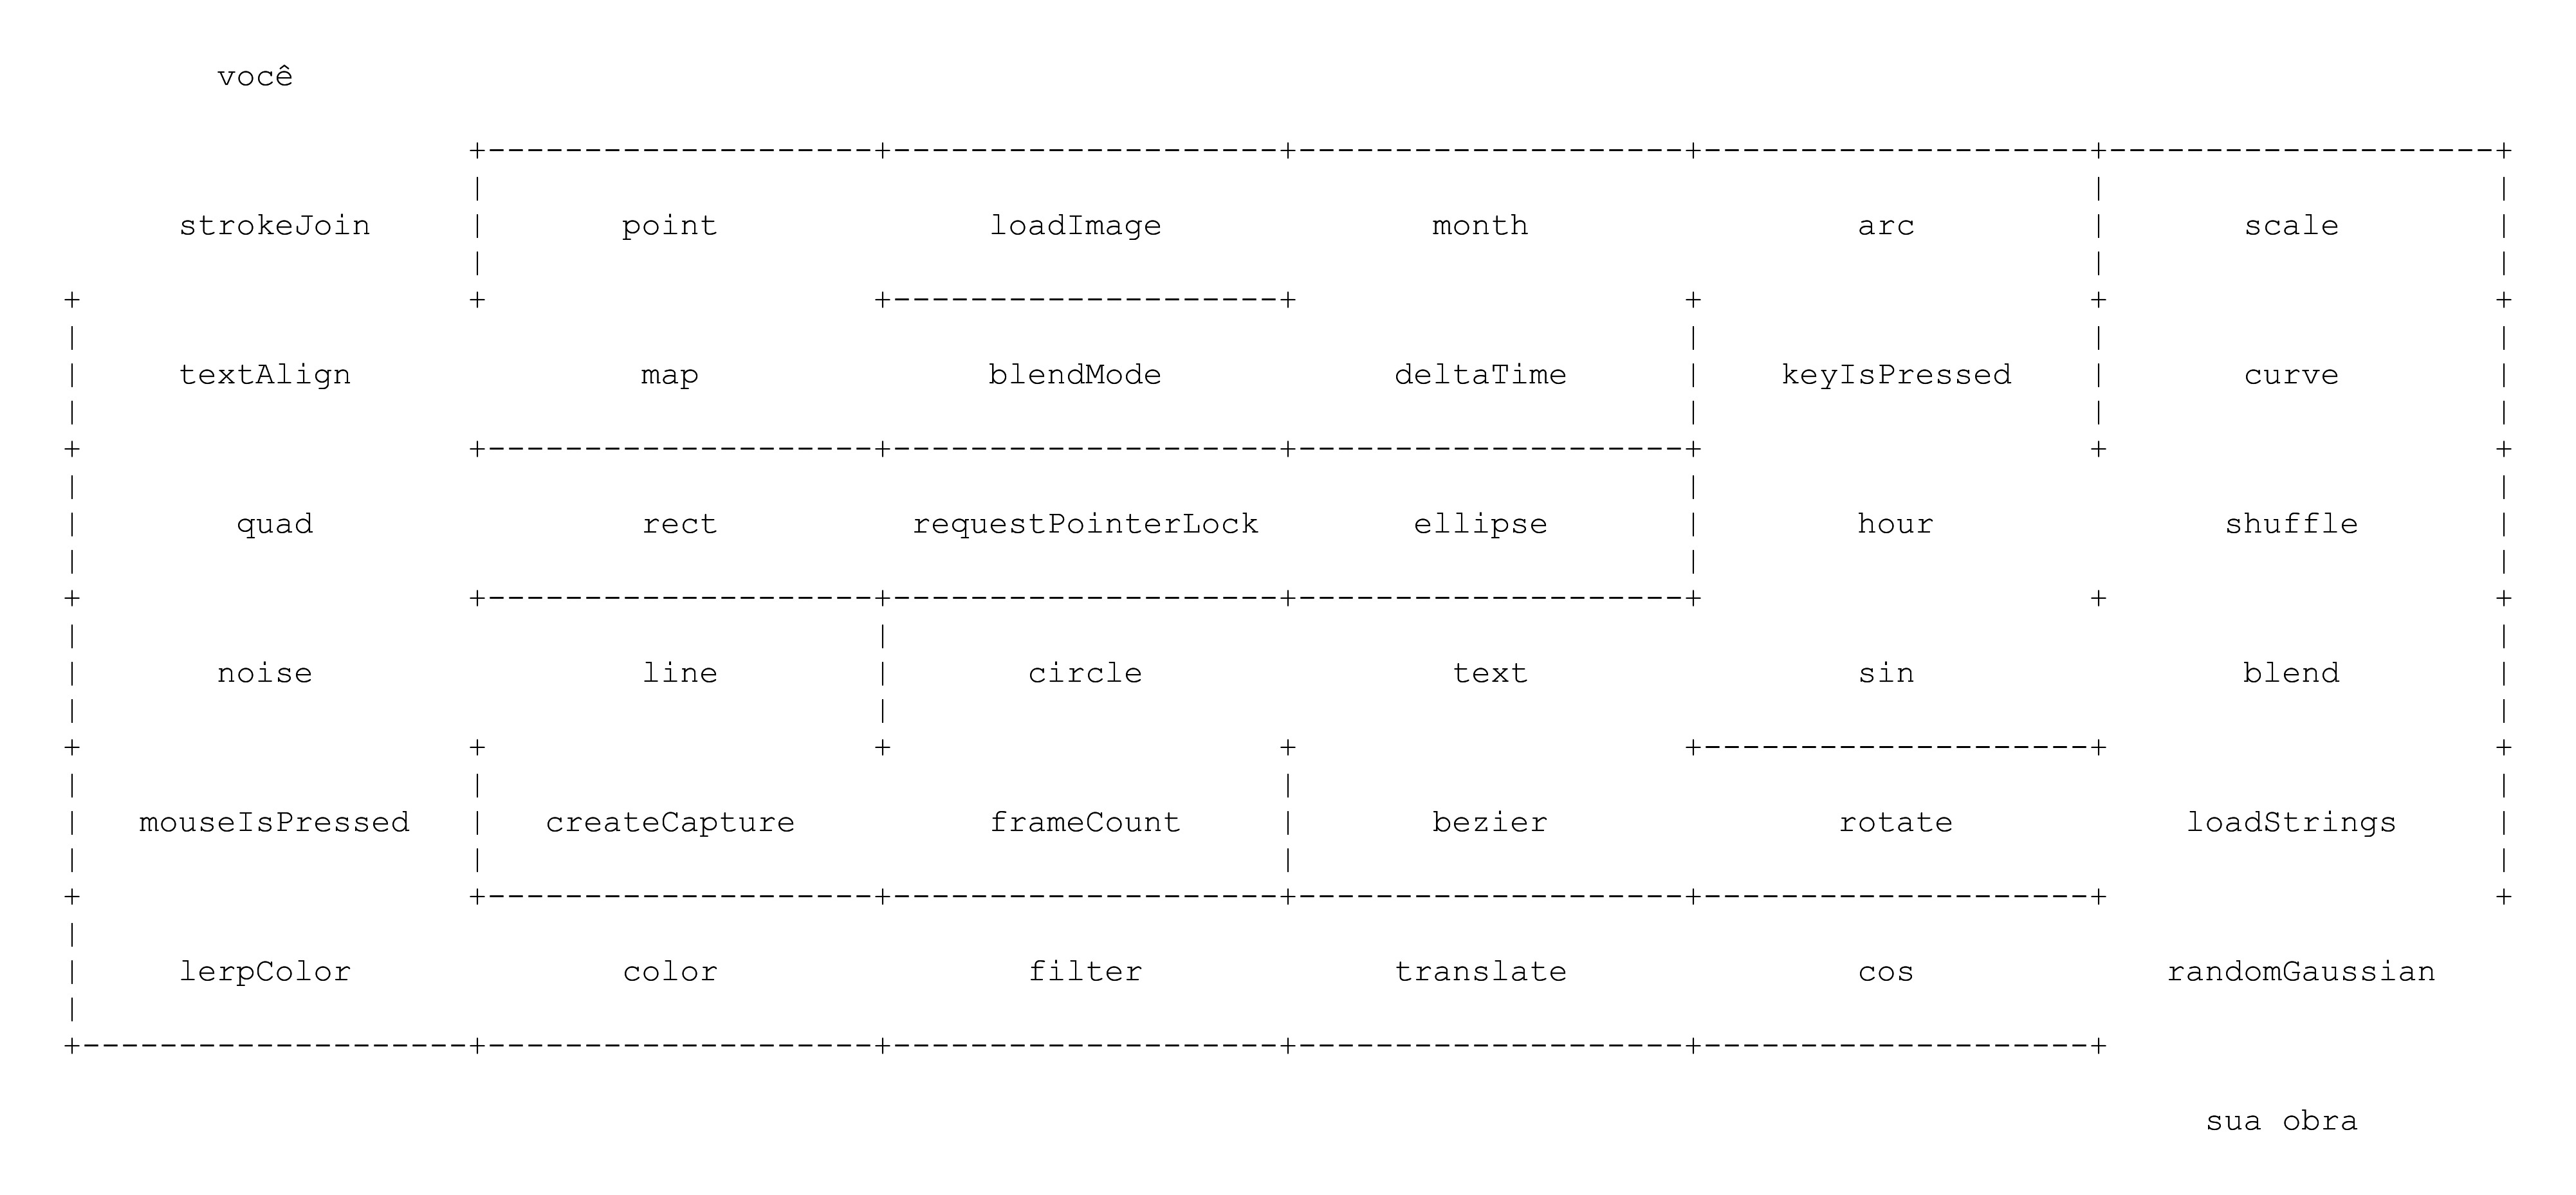 você
strokeJoin point loadImage month arc scale
textAlign map blendMode deltaTime keyIsPressed curve
quad rect requestPointerLock ellipse hour shuffle
noise line circle text sin blend
mouseIsPressed createCapture frameCount bezier rotate loadStrings
lerpColor color filter translate cos randomGaussian
sua obra